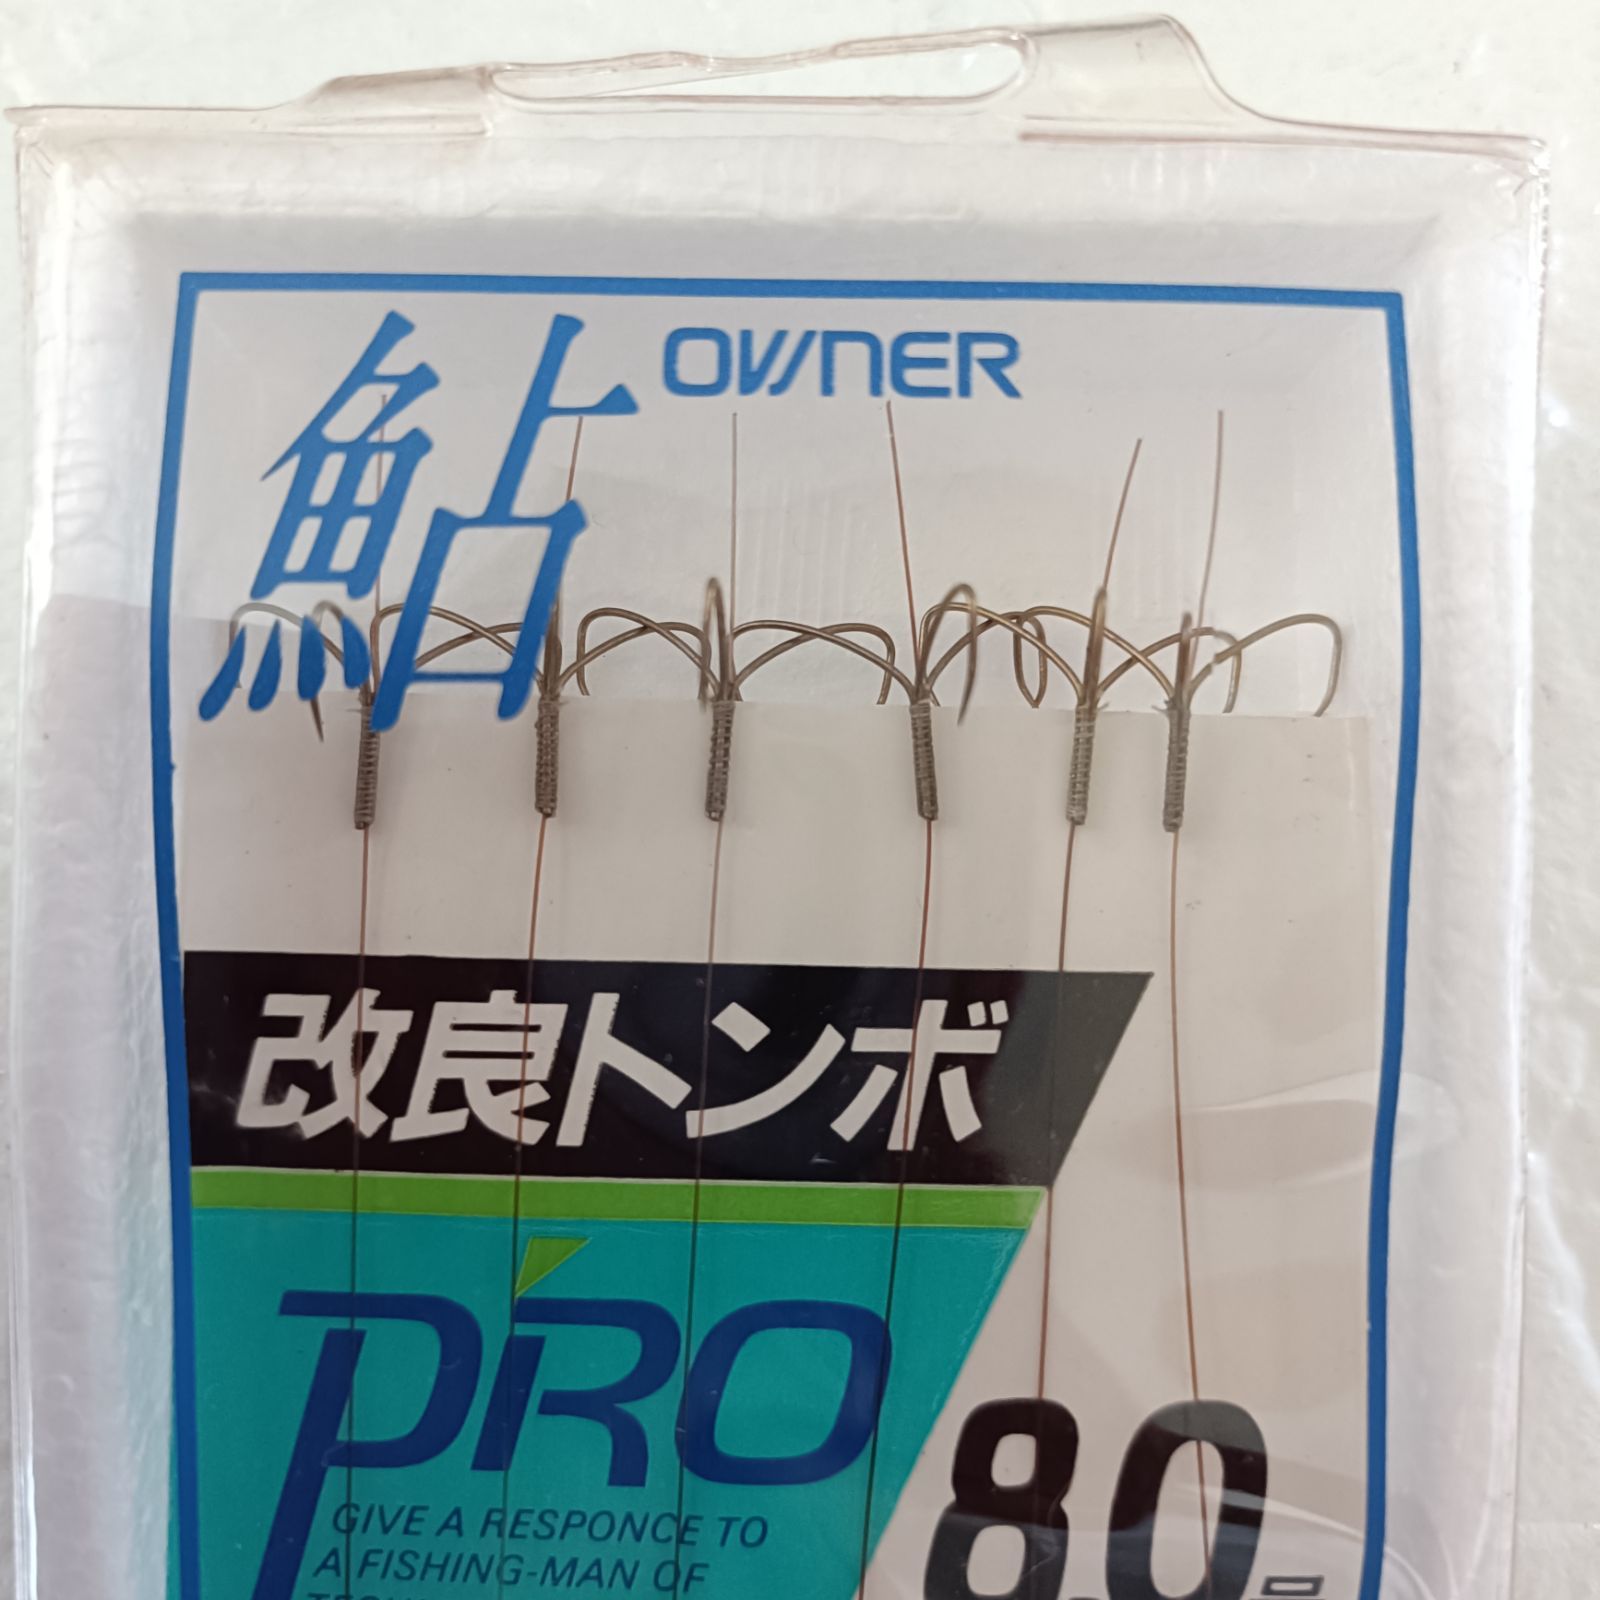 鮎 OWNER
改良トンボ
PRO
GIVE A RESPONCE TO
A FISHING-MAN OF
8.0号